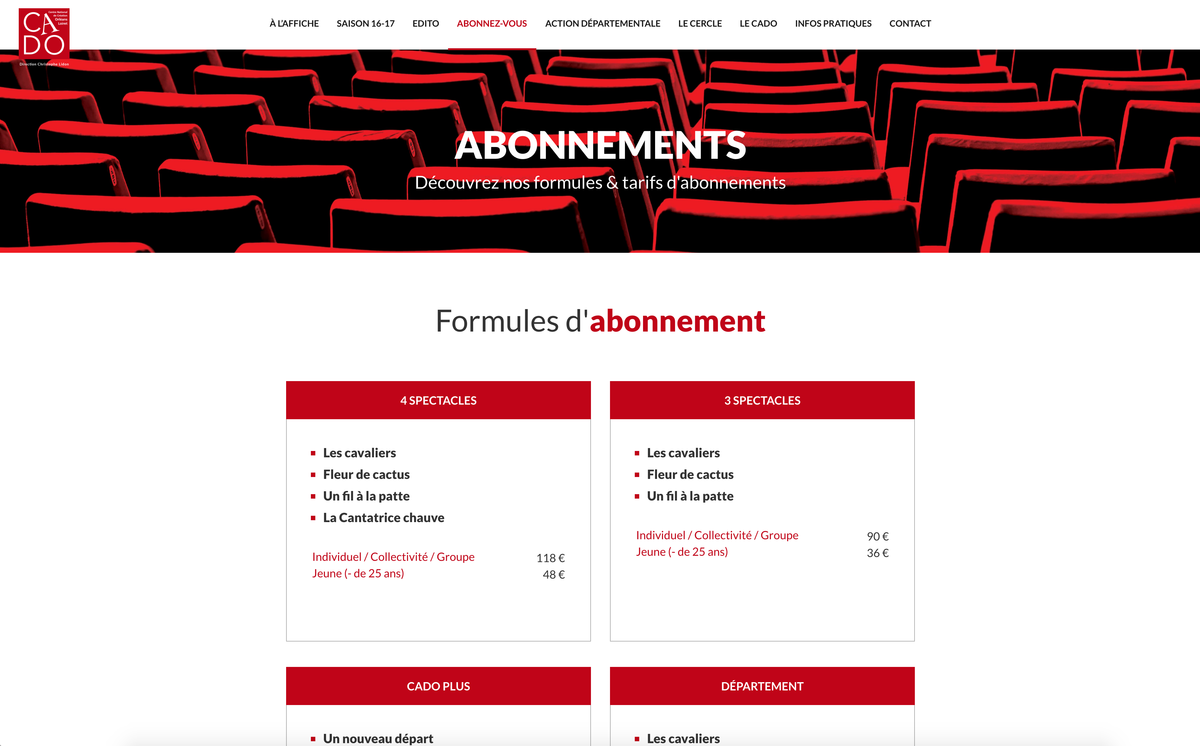 CA
DO
Direction Christophe Lidon
À L'AFFICHE SAISON 16-17 EDITO ABONNEZ-VOUS ACTION DÉPARTEMENTALE LE CERCLE LE CADO INFOS PRATIQUES CONTACT
ABONNEMENTS
Découvrez nos formules & tarifs d'abonnements
Formules d'abonnement
4 SPECTACLES
Les cavaliers
Fleur de cactus
Un fil à la patte
La Cantatrice chauve
Individuel / Collectivité / Groupe 118 €
Jeune (- de 25 ans) 48 €
3 SPECTACLES
Les cavaliers
Fleur de cactus
Un fil à la patte
Individuel / Collectivité / Groupe 90 €
Jeune (- de 25 ans) 36 €
CADO PLUS
Un nouveau départ
DÉPARTEMENT
Les cavaliers